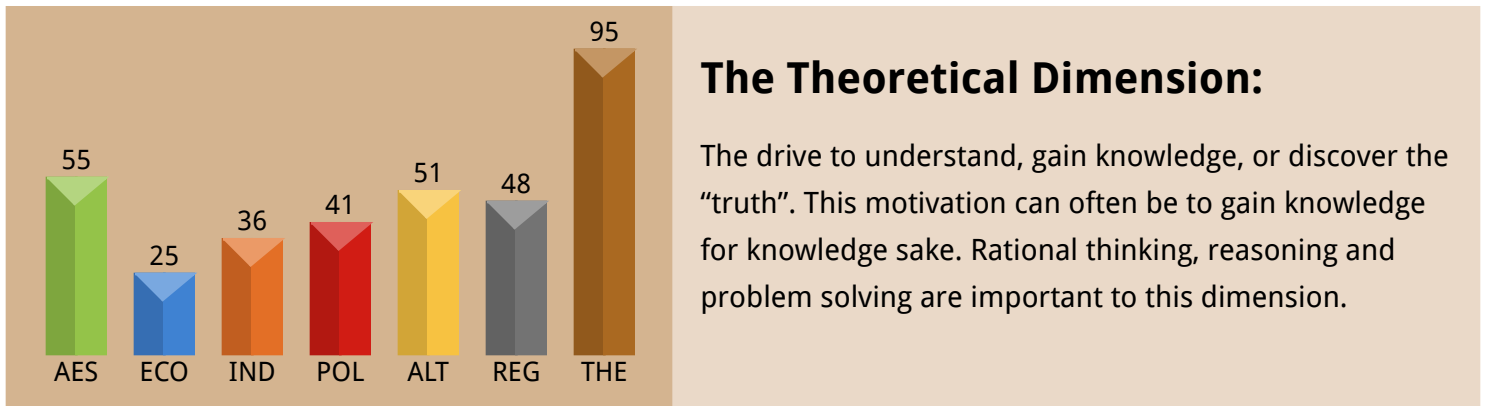 55
25
36
41
51
48
95
AES
ECO
IND
POL
ALT
REG
THE
The Theoretical Dimension:
The drive to understand, gain knowledge, or discover the
“truth”. This motivation can often be to gain knowledge
for knowledge sake. Rational thinking, reasoning and
problem solving are important to this dimension.